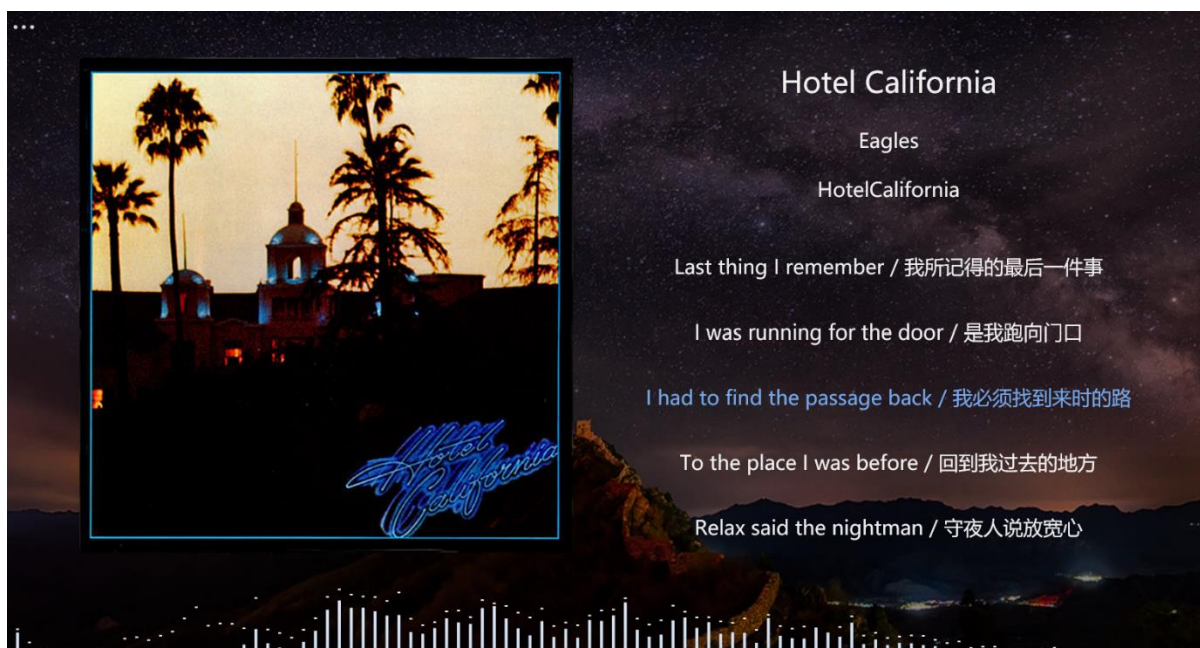 Hotel California
Eagles
HotelCalifornia
Last thing I remember / 我所记得的最后一件事
I was running for the door / 是我跑向门口
I had to find the passage back / 我必须找到来时的路
To the place I was before / 回到我过去的地方
Relax said the nightman / 守夜人说放宽心
Hotel
California